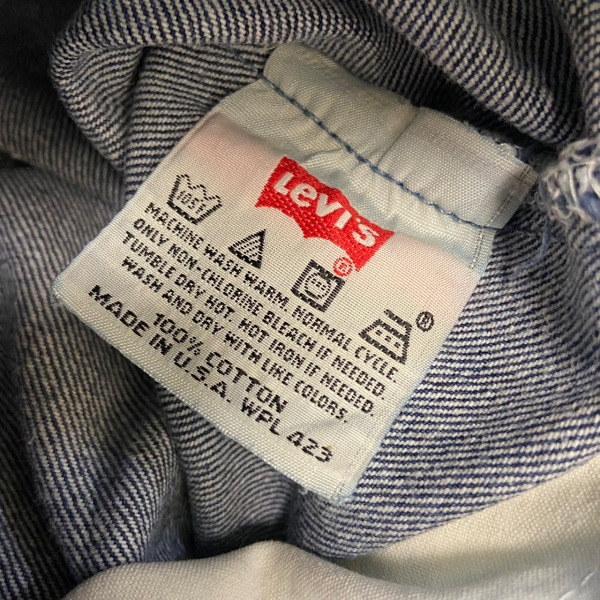 Levi's
®
105°
®
MACHINE WASH WARM. NORMAL CYCLE.
ONLY NON-CHLORINE BLEACH IF NEEDED.
TUMBLE DRY HOT. HOT IRON IF NEEDED.
WASH AND DRY WITH LIKE COLORS.
100% COTTON
MADE IN U.S.A. WPL 423